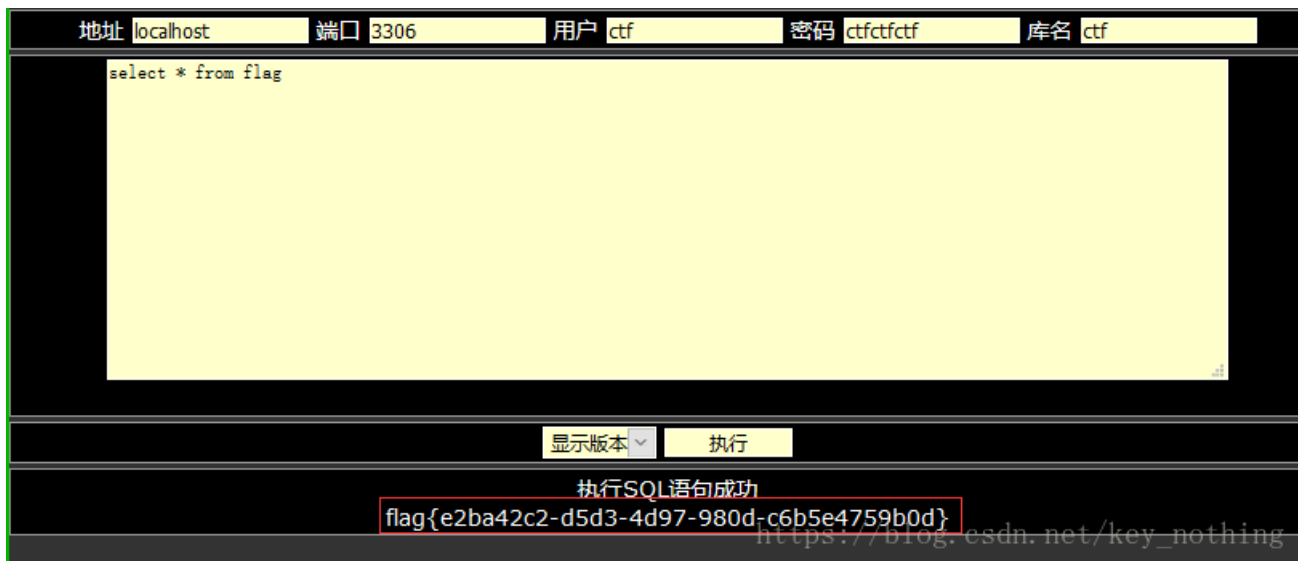 地址 localhost 端口 3306 用户 ctf 密码 ctfctfctf 库名 ctf
select * from flag
显示版本 执行
执行SQL语句成功
flag{e2ba42c2-d5d3-4d97-980d-c6b5e4759b0d}
https://blog.csdn.net/key_nothing